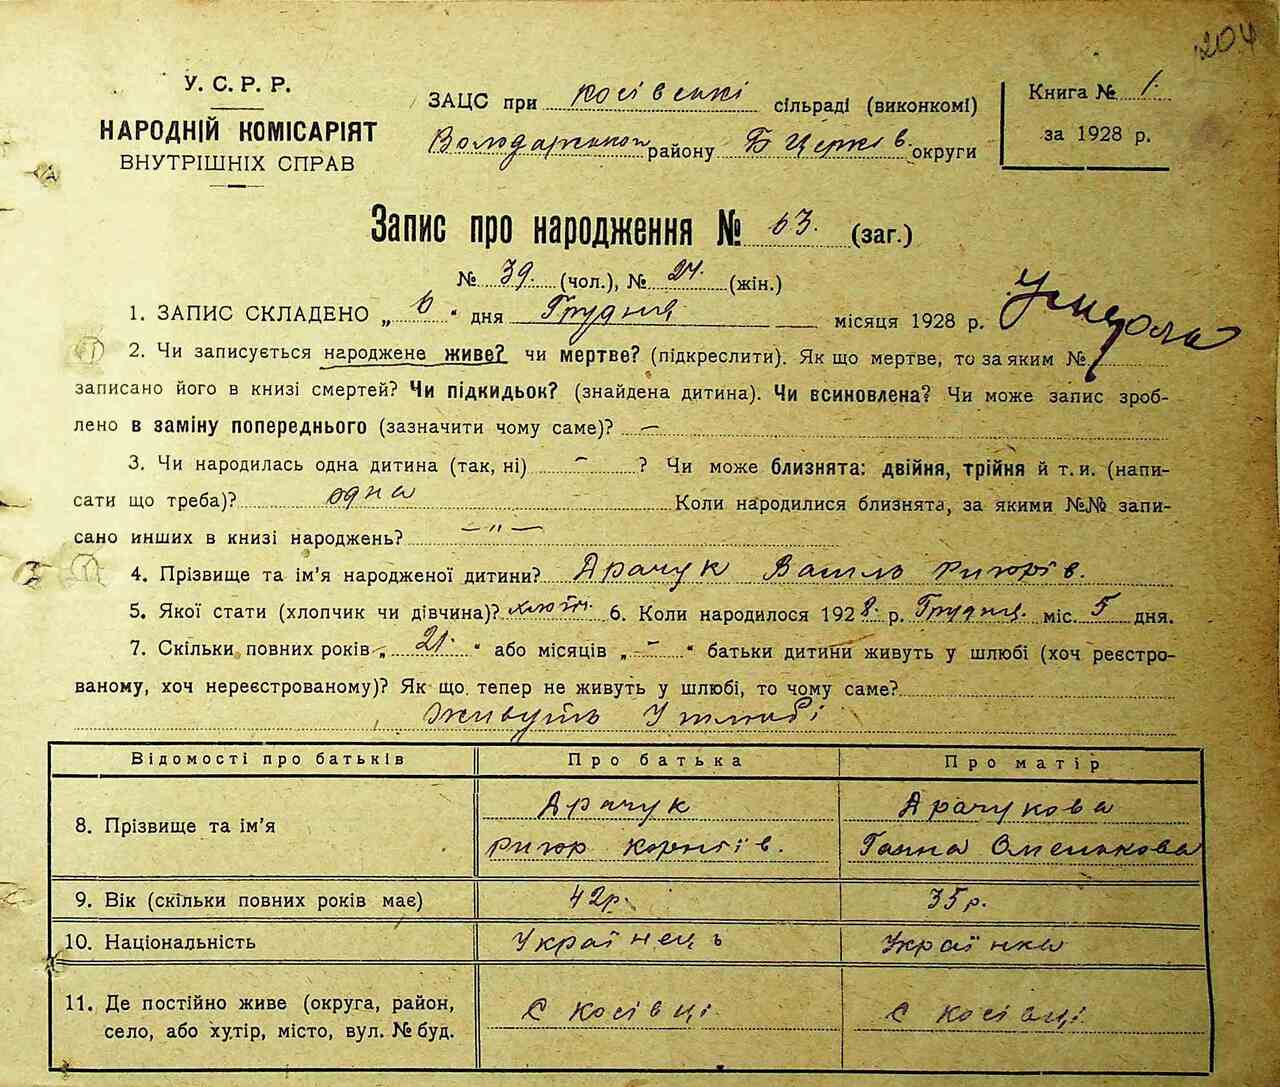 204
У. С. Р. Р.
НАРОДНІЙ КОМІСАРІЯТ
ВНУТРІШНІХ СПРАВ
ЗАЦС при Косівські сільраді (виконкомі)
Володарського району Б Церків. округи
Книга № 1.
за 1928 р.
Запис про народження № 63. (заг.)
№ 39. (чол.), № 24. (жін.)
1. ЗАПИС СКЛАДЕНО „ 6 “ дня Грудня місяця 1928 р.
2. Чи записується народжене живе? чи мертве? (підкреслити). Як що мертве, то за яким №
записано його в книзі смертей? Чи підкидьок? (знайдена дитина). Чи всиновлена? Чи може запис зроб-
лено в заміну попереднього (зазначити чому саме)? —
3. Чи народилась одна дитина (так, ні) – ? Чи може близнята: двійня, трійня й т. и. (напи-
сати що треба)? одна Коли народилися близнята, за якими №№ запи-
сано инших в книзі народжень? — " —
4. Прізвище та ім’я народженої дитини? Драчук Василь Ригорів.
5. Якої стати (хлопчик чи дівчина)? хлопч. 6. Коли народилося 1928. р. Грудня. міс. 5 дня.
7. Скільки повних років „ 21. “ або місяців „ – “ батьки дитини живуть у шлюбі (хоч реєстро-
ваному, хоч нереєстрованому)? Як що тепер не живуть у шлюбі, то чому саме?
Живуть У шлюбі
Відомості про батьків Про батька Про матір
8. Прізвище та ім’я
Драчук Драчукова
Ригор Корніїв. Ганна Омелькова
9. Вік (скільки повних років має) 42р. 35р.
10. Національність Українець Українка
11. Де постійно живе (округа, район,
село, або хутір, місто, вул. № буд.
С Косівці С Косівці